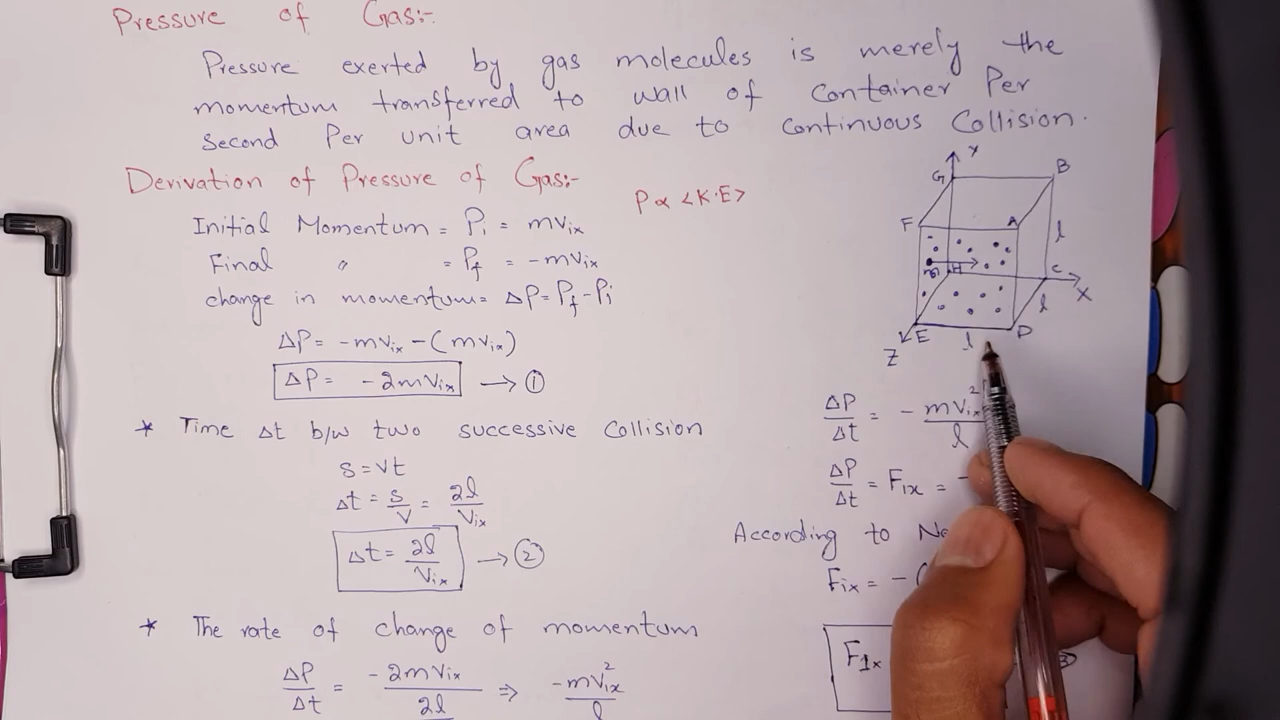 Pressure of Gas:-
Pressure exerted by gas molecules is merely the
momentum transferred to wall of Container Per
Second Per unit area due to Continuous Collision.
Derivation of Pressure of Gas:-
P ∝ <K.E>
Initial Momentum = Pi = mv₁ₓ
Final 〃 = Pf = -mv₁ₓ
change in momentum = ΔP = Pf - Pi
ΔP = -mv₁ₓ - (mv₁ₓ)
ΔP = -2mv₁ₓ → ①
* Time Δt b/w two successive Collision
S = vt
Δt = S/V = 2l/V₁ₓ
Δt = 2l/V₁ₓ → ②
* The rate of change of momentum
ΔP/Δt = -2mv₁ₓ/2l ⇒ -mv₁ₓ²/l
Y
G B
F A l
m H C X
l
E D
Z l
ΔP/Δt = - mv₁ₓ²/l
ΔP/Δt = F₁ₓ = -
According to
F₁ₓ = - (
F₁ₓ